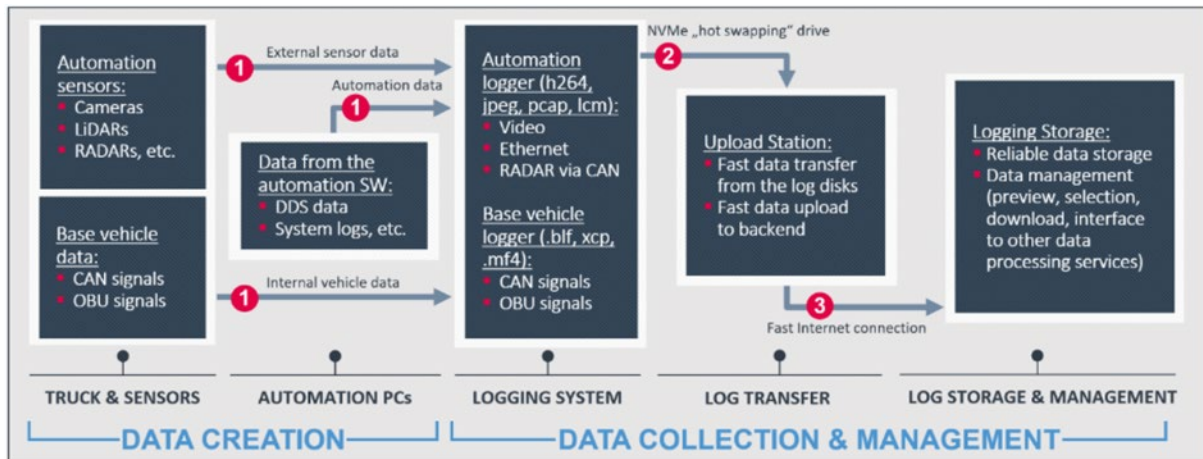 Automation
sensors:
Cameras
LiDARs
RADARs, etc.
Base vehicle
data:
CAN signals
OBU signals
1
External sensor data
Automation data
1
Data from the
automation SW:
DDS data
System logs, etc.
1
Internal vehicle data
Automation
logger (h264,
jpeg, pcap, lcm):
Video
Ethernet
RADAR via CAN
Base vehicle
logger (.blf, xcp,
.mf4):
CAN signals
OBU signals
NVMe „hot swapping“ drive
2
Upload Station:
Fast data transfer
from the log disks
Fast data upload
to backend
3
Fast Internet connection
Logging Storage:
Reliable data storage
Data management
(preview, selection,
download, interface
to other data
processing services)
TRUCK & SENSORS
AUTOMATION PCs
LOGGING SYSTEM
LOG TRANSFER
LOG STORAGE & MANAGEMENT
DATA CREATION
DATA COLLECTION & MANAGEMENT